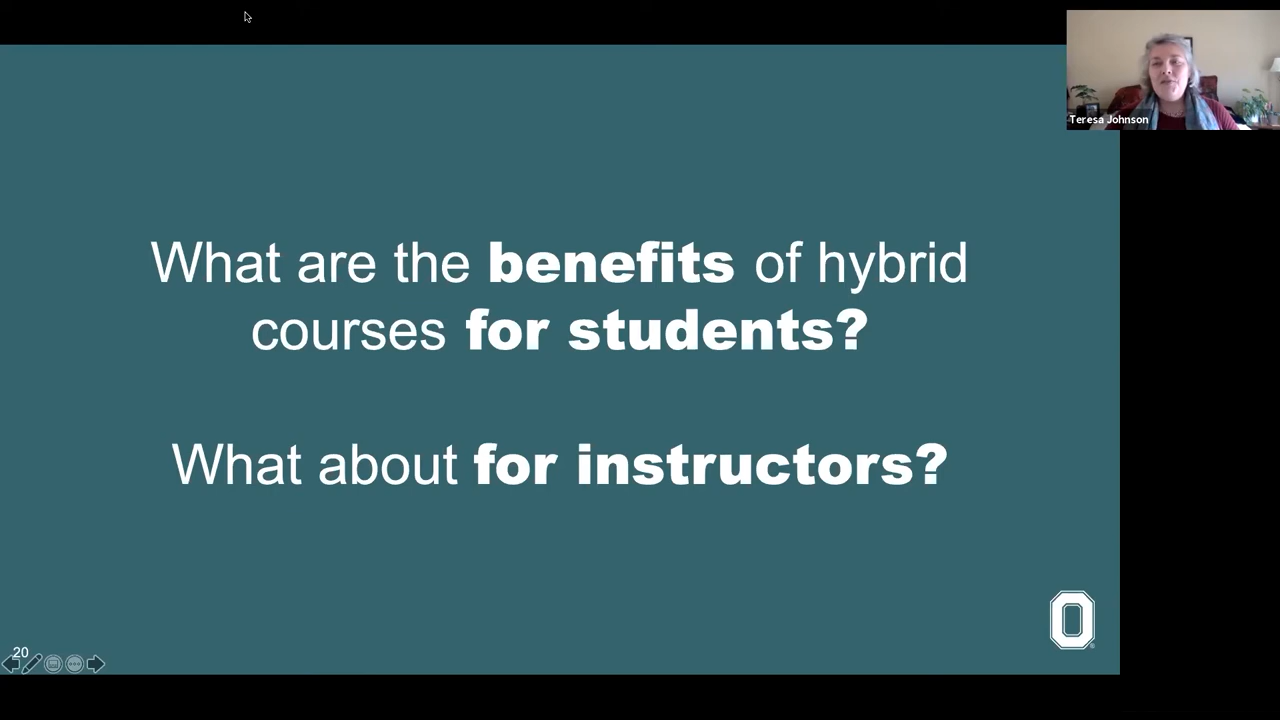 Teresa Johnson
What are the benefits of hybrid
courses for students?
What about for instructors?
O
20